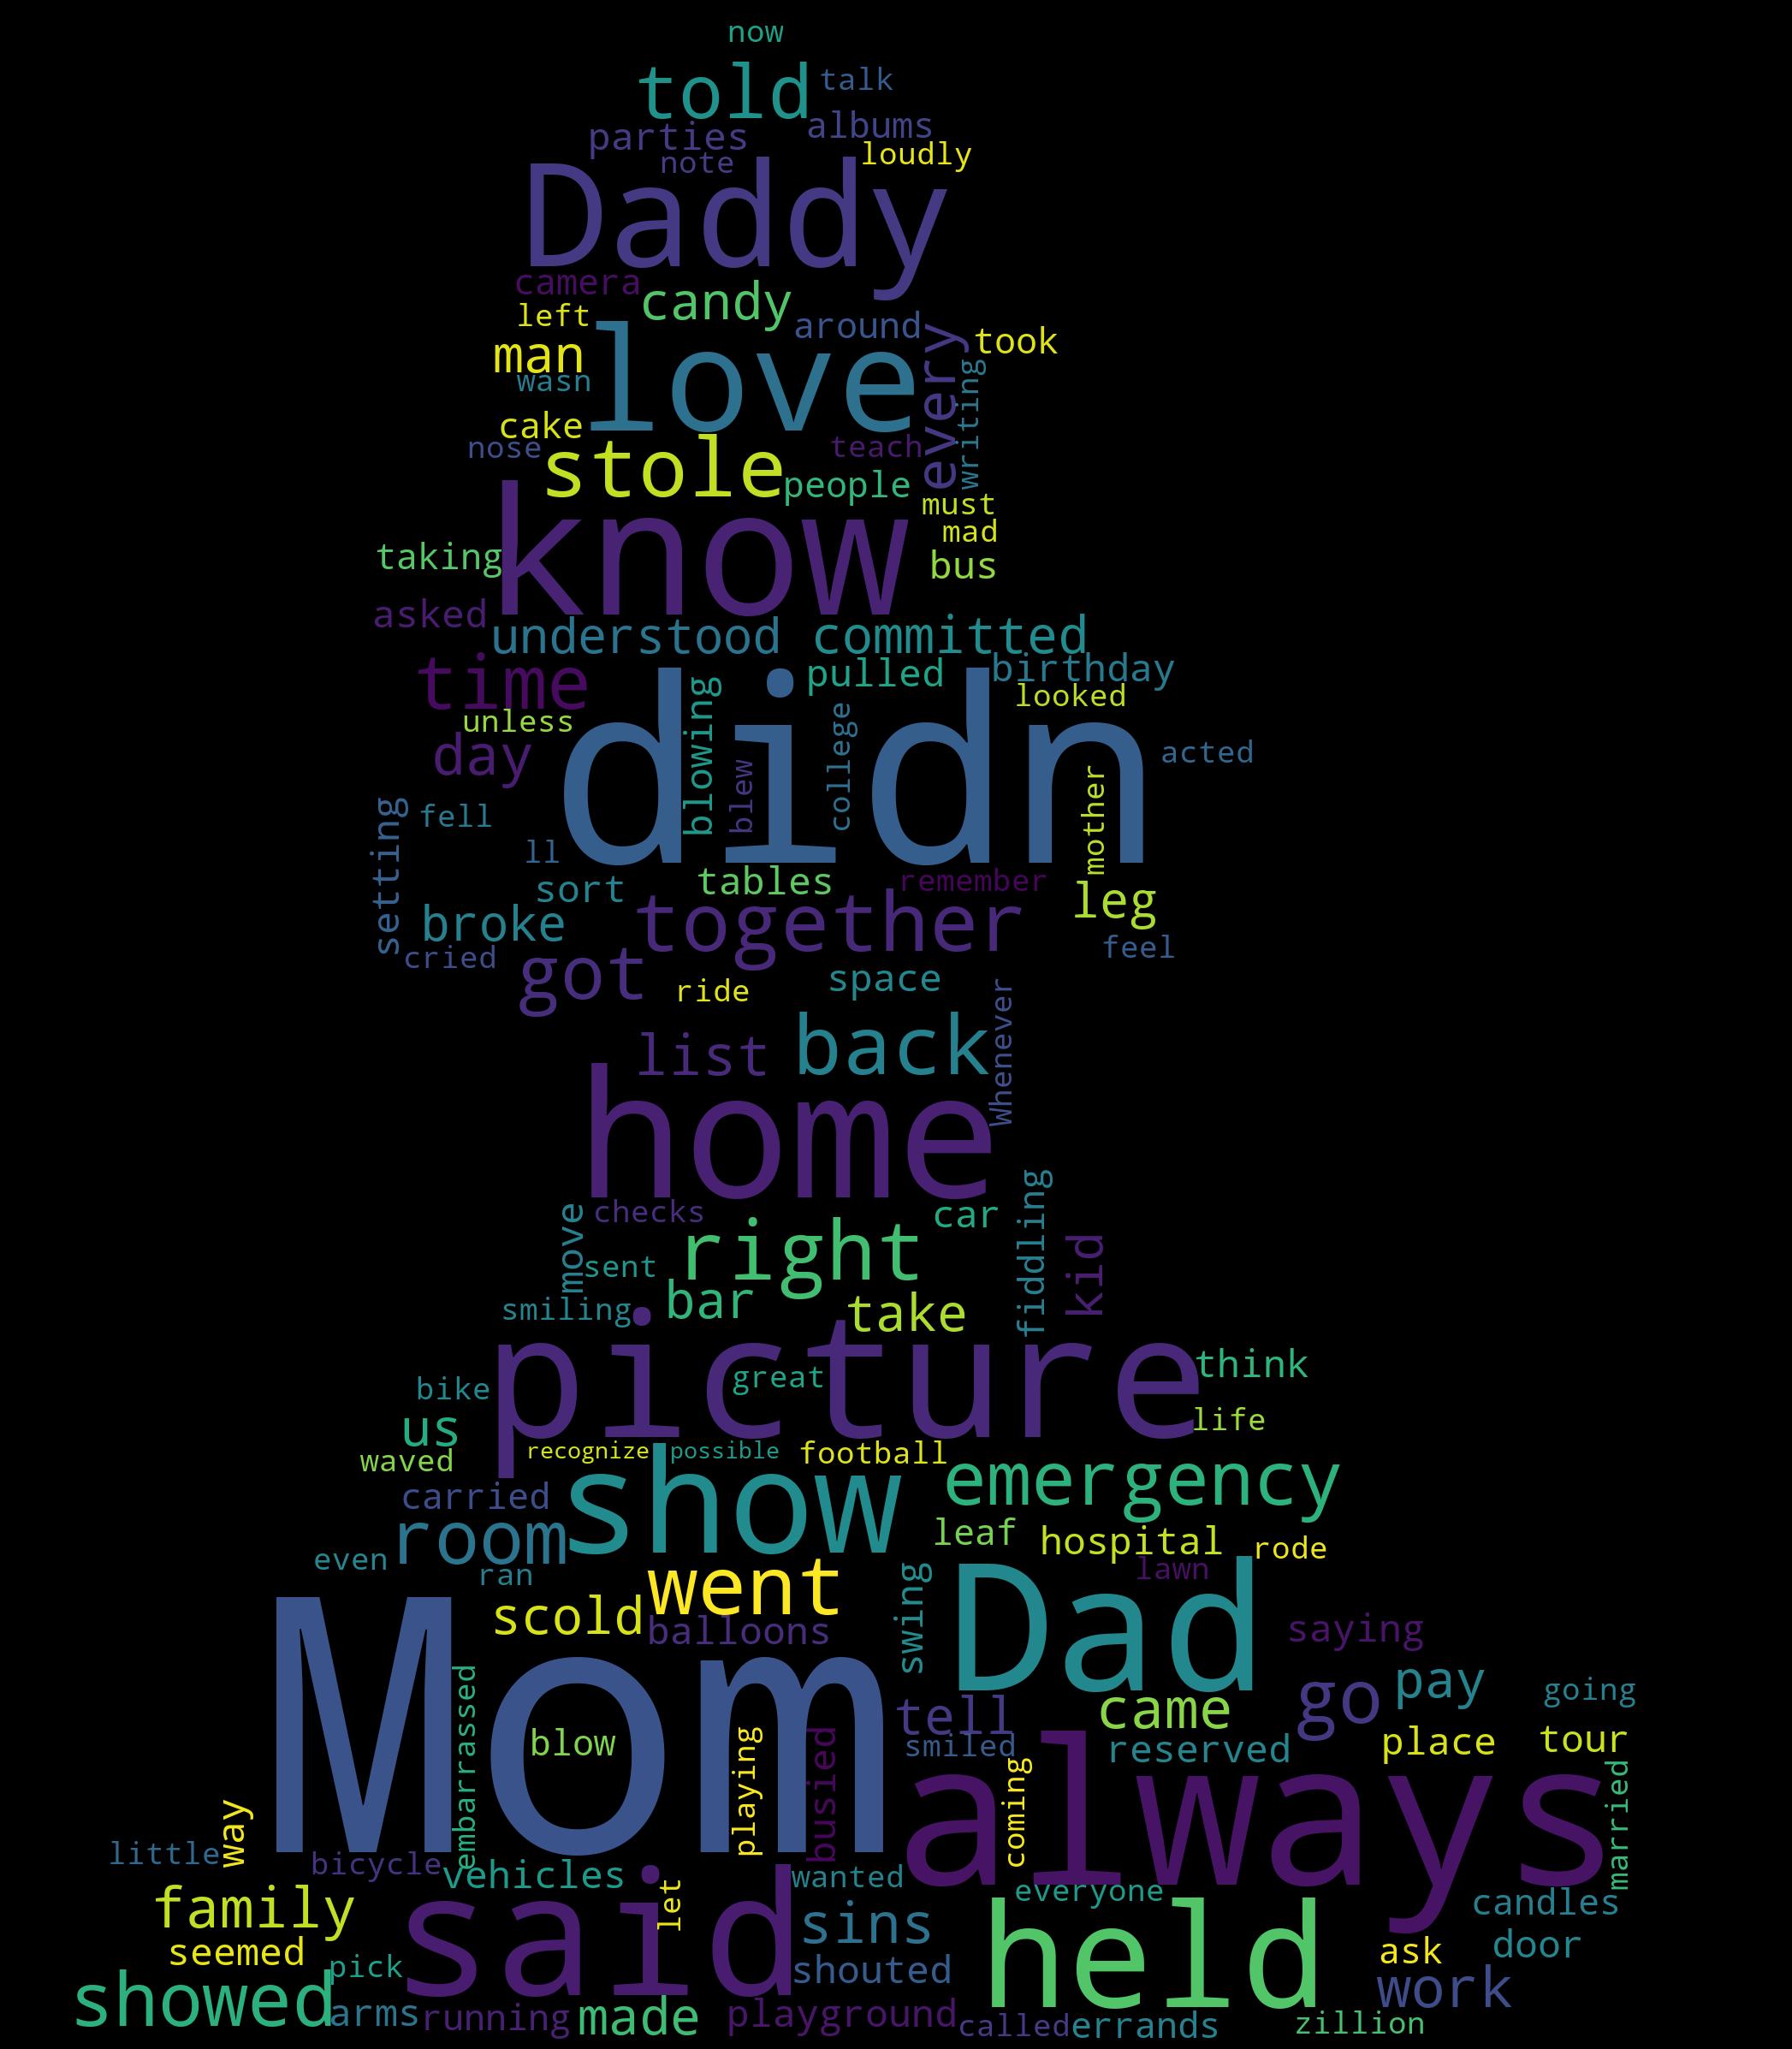 now
told talk
parties albums
note loudly
Daddy
camera candy
left around
man love every took
wasn writing
cake
nose stole teach
people
must
know mad
taking bus
asked
understood committed
time pulled birthday
unless didn looked
day blowing college acted
blew mother
setting fell
ll
sort tables remember leg
broke together
cried got feel
ride space
list back Whenever
home
checks car fiddling
move right kid
sent
smiling bar take
picture think
bike great
us life
waved recognize possible football
carried show emergency
room leaf hospital rode
even ran lawn
went Dad
scold swing
balloons saying
Mom go pay going
embarrassed tell came
blow playing busied smiled reserved place tour
always
coming married
way
little
bicycle vehicles wanted everyone candles
family let
said sins held
seemed door
pick shouted ask
showed work
arms running made playground called errands zillion